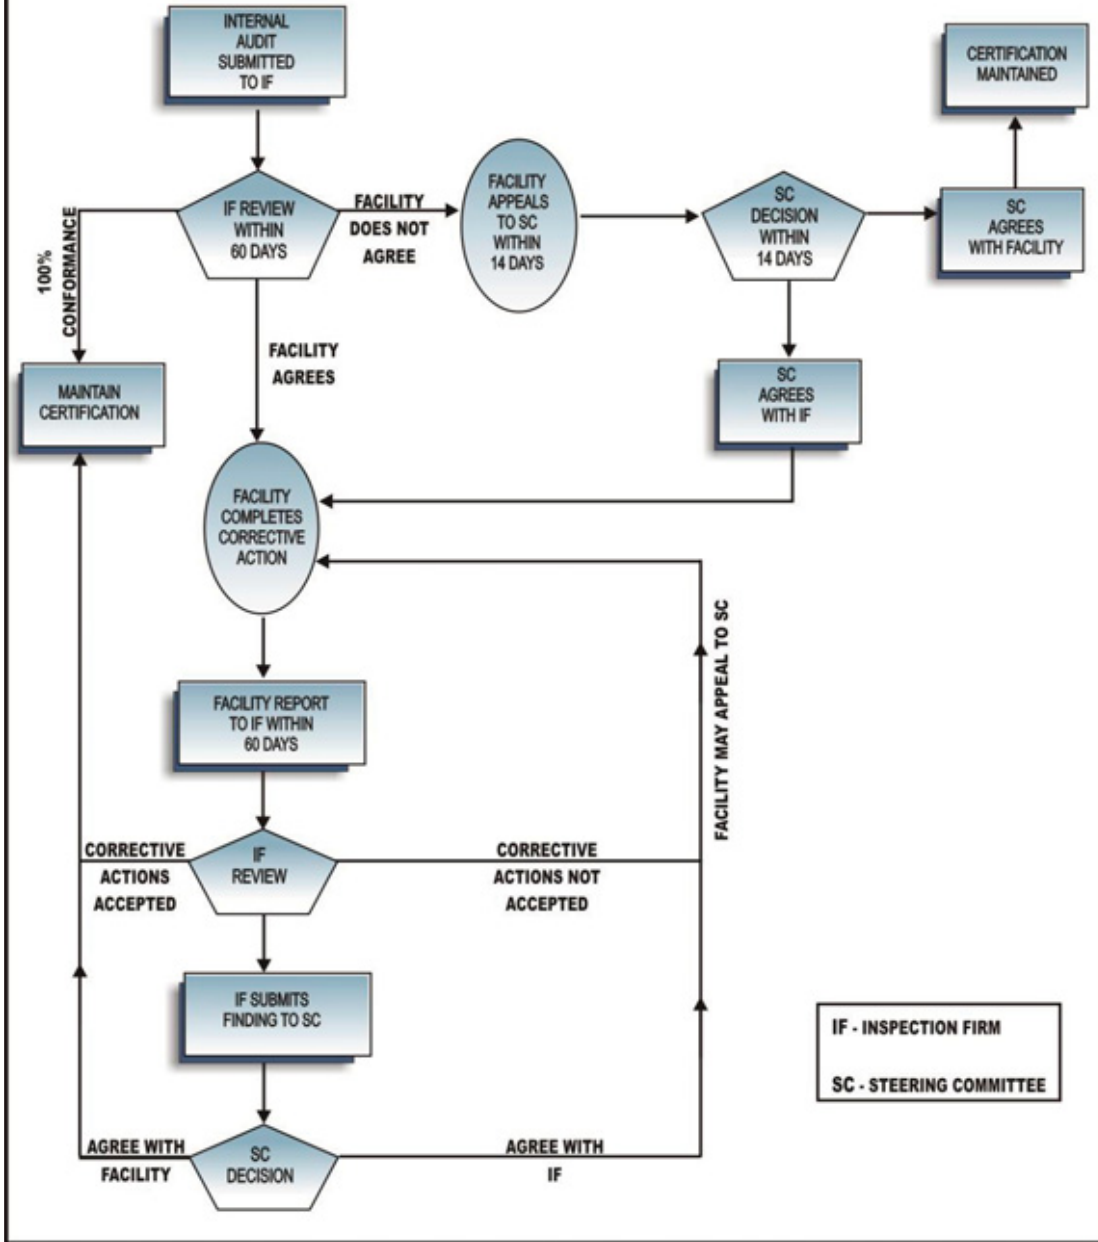 INTERNAL
AUDIT
SUBMITTED
TO IF
CERTIFICATION
MAINTAINED
IF REVIEW
WITHIN
60 DAYS
FACILITY
DOES NOT
AGREE
FACILITY
APPEALS
TO SC
WITHIN
14 DAYS
SC
DECISION
WITHIN
14 DAYS
SC
AGREES
WITH FACILITY
100%
CONFORMANCE
FACILITY
AGREES
MAINTAIN
CERTIFICATION
SC
AGREES
WITH IF
FACILITY
COMPLETES
CORRECTIVE
ACTION
FACILITY MAY APPEAL TO SC
FACILITY REPORT
TO IF WITHIN
60 DAYS
CORRECTIVE
ACTIONS
ACCEPTED
IF
REVIEW
CORRECTIVE
ACTIONS NOT
ACCEPTED
IF SUBMITS
FINDING TO SC
IF - INSPECTION FIRM
SC - STEERING COMMITTEE
AGREE WITH
FACILITY
SC
DECISION
AGREE WITH
IF